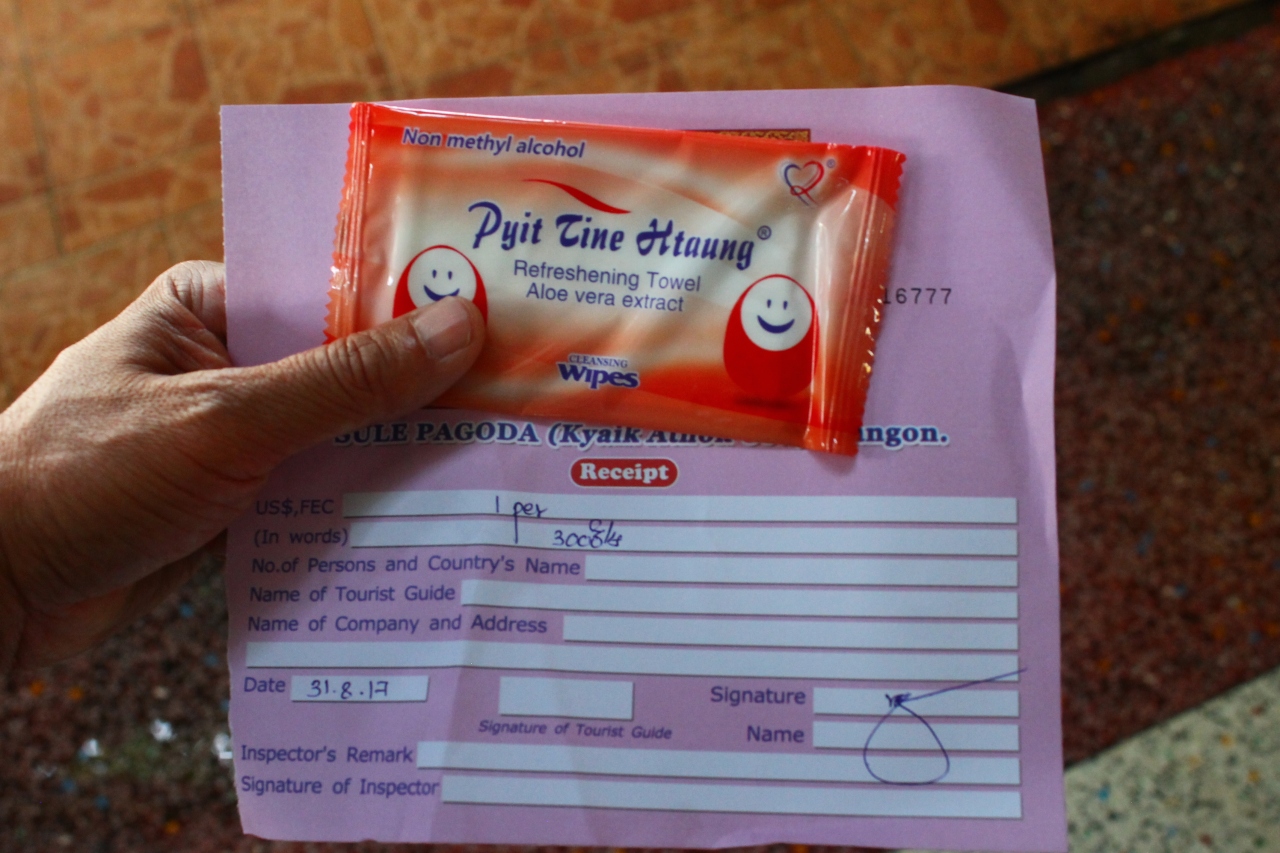 Non methyl alcohol
Pyit Tine Htaung®
Refreshening Towel
Aloe vera extract
CLEANSING
Wipes
16777
SULE PAGODA (Kyaik Athok ngon.
Receipt
US$,FEC 1 per
(In words) 3000
No.of Persons and Country's Name
Name of Tourist Guide
Name of Company and Address
Date 31.8.17
Signature
Signature of Tourist Guide
Name
Inspector's Remark
Signature of Inspector